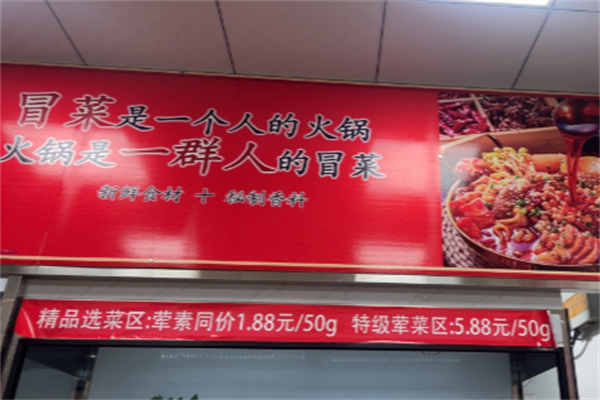 冒菜是一个人的火锅
火锅是一群人的冒菜
新鲜食材 + 秘制香料
精品选菜区:荤素同价1.88元/50g 特级荤菜区:5.88元/50g